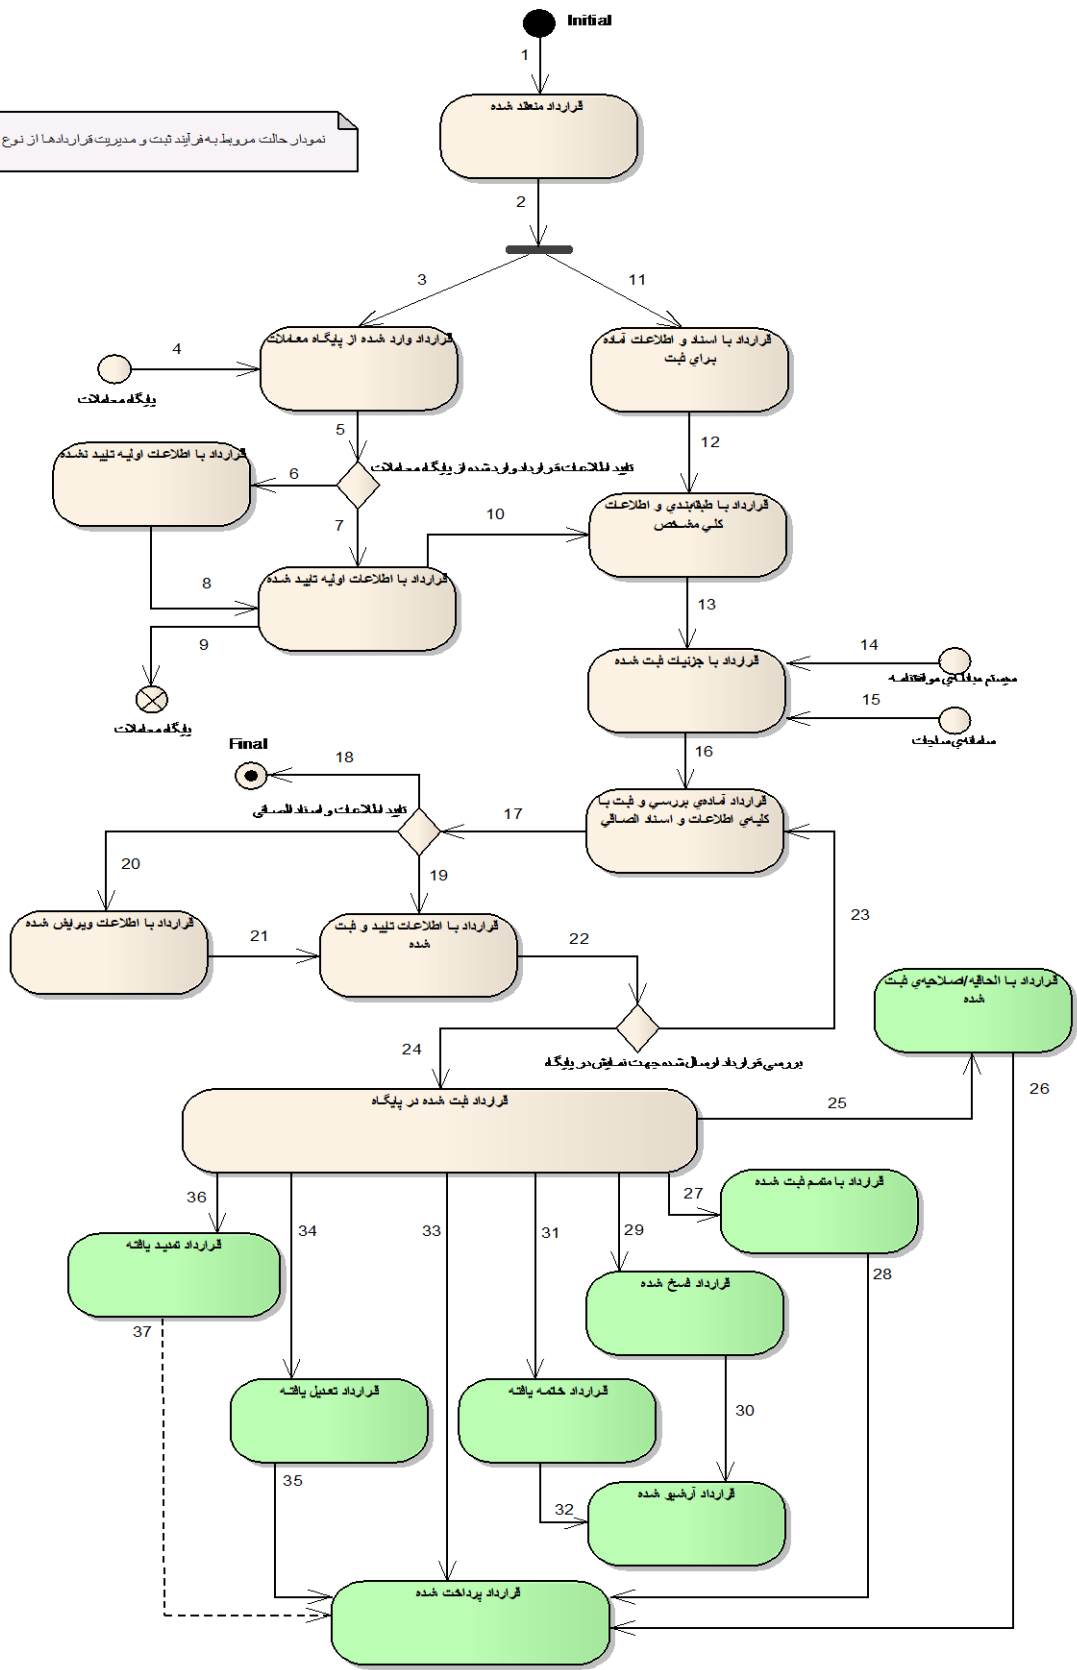 Initial
1
قرارداد منعقد شده
نمودار حالت مربوط به فرآیند ثبت و مدیریت قراردادها از نوع
2
3
11
قرارداد وارد شده از پایگاه معاملات
قرارداد با اسناد و اطلاعات آماده
براي ثبت
4
پایگاه معاملات
5
12
قرارداد با اطلاعات اولیه تایید نشده
6
تایید اطلاعات قرارداد وارد شده از پایگاه معاملات
7
10
قرارداد با طبقه‌بندي و اطلاعات
کلي مشخص
قرارداد با اطلاعات اولیه تایید شده
8
13
9
14
قرارداد با جزئیات ثبت شده
سیستم مبادله‌ي موافقتنامه
15
پایگاه معاملات
سامانه‌ي ساجات
Final
16
18
قرارداد آماده‌ي بررسي و ثبت با
کلیه‌ي اطلاعات و اسناد الصاقي
تایید اطلاعات و اسناد الصاقي
17
20
19
قرارداد با اطلاعات ویرایش شده
قرارداد با اطلاعات تایید و ثبت
شده
21
22
23
قرارداد با الحاقیه/اصلاحیه‌ي ثبت
شده
24
بررسی قرارداد ارسال شده جهت نمایش در پایگاه
قرارداد ثبت شده در پایگاه
25
26
36
34
33
31
29
27
قرارداد با متمم ثبت شده
قرارداد تمدید یافته
28
قرارداد فسخ شده
37
قرارداد تعدیل یافته
قرارداد خاتمه یافته
30
35
32
قرارداد آرشیو شده
قرارداد پرداخت شده